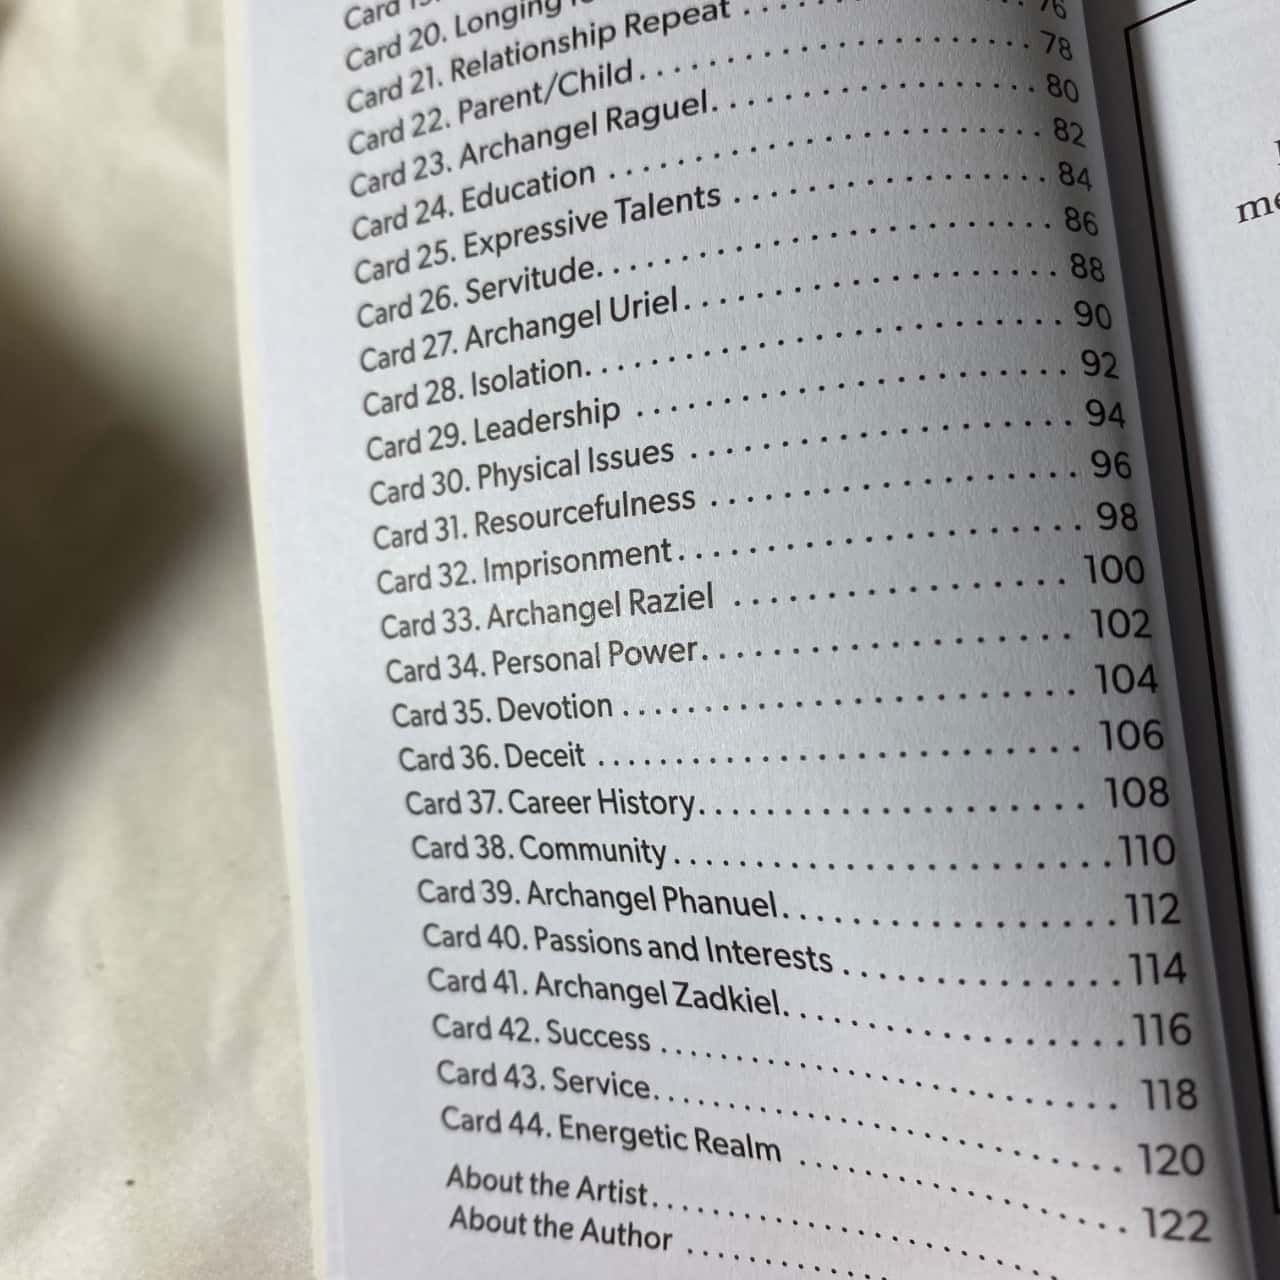 Card
Card 20. Longing
Card 21. Relationship Repeat . . . . 76
Card 22. Parent/Child . . . . . . . . . . . . . . . . . . 78
Card 23. Archangel Raguel. . . . . . . . . . . . . . . 80
Card 24. Education . . . . . . . . . . . . . . . . . . . . 82
Card 25. Expressive Talents . . . . . . . . . . . . . . . 84
Card 26. Servitude. . . . . . . . . . . . . . . . . . . . . 86
Card 27. Archangel Uriel. . . . . . . . . . . . . . . . . 88
Card 28. Isolation. . . . . . . . . . . . . . . . . . . . . 90
Card 29. Leadership . . . . . . . . . . . . . . . . . . . 92
Card 30. Physical Issues . . . . . . . . . . . . . . . . . 94
Card 31. Resourcefulness . . . . . . . . . . . . . . . . 96
Card 32. Imprisonment . . . . . . . . . . . . . . . . . . 98
Card 33. Archangel Raziel . . . . . . . . . . . . . . . 100
Card 34. Personal Power. . . . . . . . . . . . . . . . . 102
Card 35. Devotion . . . . . . . . . . . . . . . . . . . . 104
Card 36. Deceit . . . . . . . . . . . . . . . . . . . . . 106
Card 37. Career History. . . . . . . . . . . . . . . . . 108
Card 38. Community . . . . . . . . . . . . . . . . . . . 110
Card 39. Archangel Phanuel. . . . . . . . . . . . . . . 112
Card 40. Passions and Interests . . . . . . . . . . . . 114
Card 41. Archangel Zadkiel. . . . . . . . . . . . . . . 116
Card 42. Success . . . . . . . . . . . . . . . . . . . . 118
Card 43. Service. . . . . . . . . . . . . . . . . . . . . 120
Card 44. Energetic Realm . . . . . . . . . . . . . . . . 122
About the Artist. . . . . . . . . . . . . . . . . .
About the Author . . . . . . . . . . . .